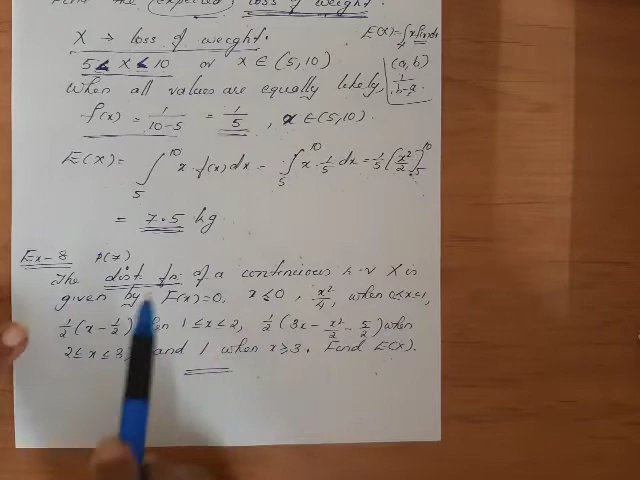 Find the (expected) loss of weight.
X → loss of weight.
E(X)=∫x f(x)dx
5 < X < 10 or x ∈ (5,10)
(a, b)
When all values are equally likely,
1/b-a
f(x) = 1/10-5 = 1/5 , x ∈ (5,10).
E(X) = ∫₅¹⁰ x · f(x) dx = ∫₅¹⁰ x · 1/5 dx = 1/5 [x²/2]₅¹⁰
= 7.5 kg
Ex-8 P(7)
The dist fn. of a continuous r.v X is
given by F(x)=0, x≤0, x²/4, when 0≤x<1,
1/2(x-1/2) when 1≤x<2, 1/2(3x-x²/2-5/2) when
2≤x≤3, and 1 when x≥3. Find E(X).